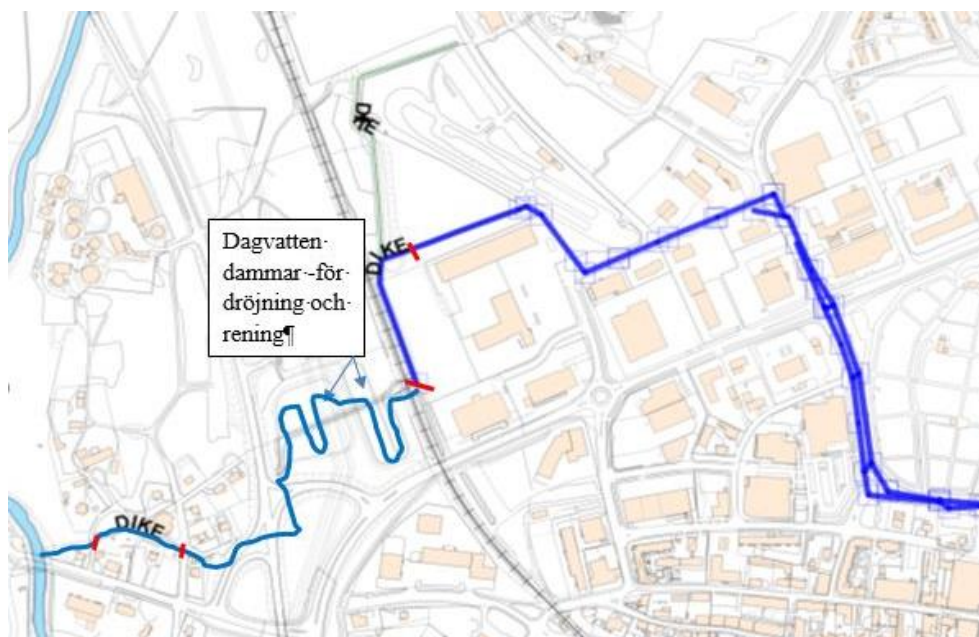 DIKE
Dagvatten·
dammar·-för·
dröjning·och·
rening¶
DIKE
DIKE